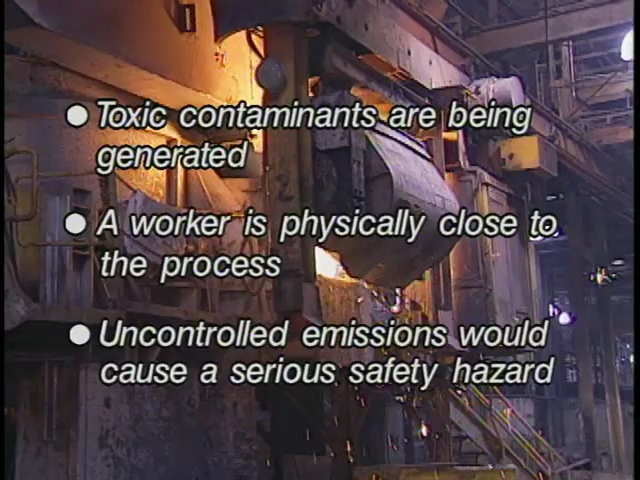 ● Toxic contaminants are being
generated
● A worker is physically close to
the process
● Uncontrolled emissions would
cause a serious safety hazard